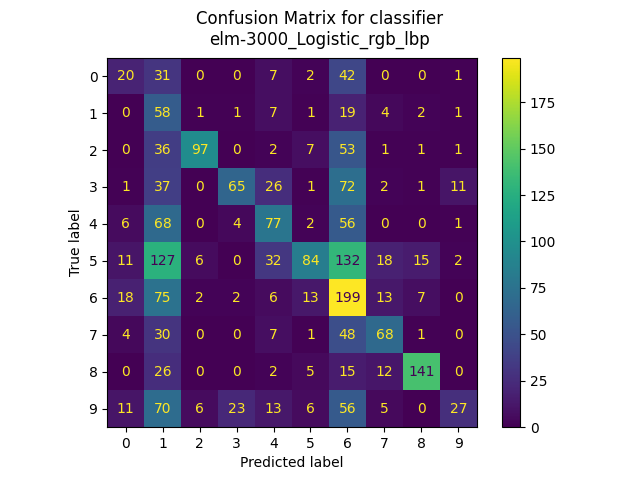 Confusion Matrix for classifier
elm-3000_Logistic_rgb_lbp
0 20 31 0 0 7 2 42 0 0 1
1 0 58 1 1 7 1 19 4 2 1
2 0 36 97 0 2 7 53 1 1 1
3 1 37 0 65 26 1 72 2 1 11
4 6 68 0 4 77 2 56 0 0 1
5 11 127 6 0 32 84 132 18 15 2
6 18 75 2 2 6 13 199 13 7 0
7 4 30 0 0 7 1 48 68 1 0
8 0 26 0 0 2 5 15 12 141 0
9 11 70 6 23 13 6 56 5 0 27
0 1 2 3 4 5 6 7 8 9
True label
Predicted label
175
150
125
100
75
50
25
0